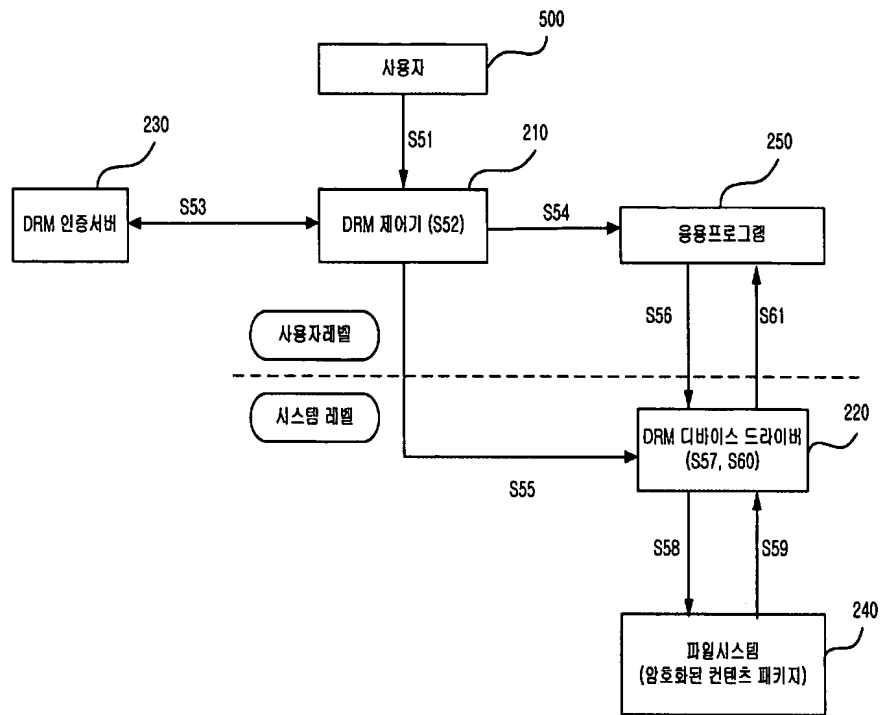 500
사용자
S51
230
210
250
DRM 인증서버
S53
DRM 제어기 (S52)
S54
응용프로그램
사용자레벨
S56
S61
시스템 레벨
DRM 디바이스 드라이버
(S57, S60)
220
S55
S58
S59
240
파일시스템
(암호화된 컨텐츠 패키지)